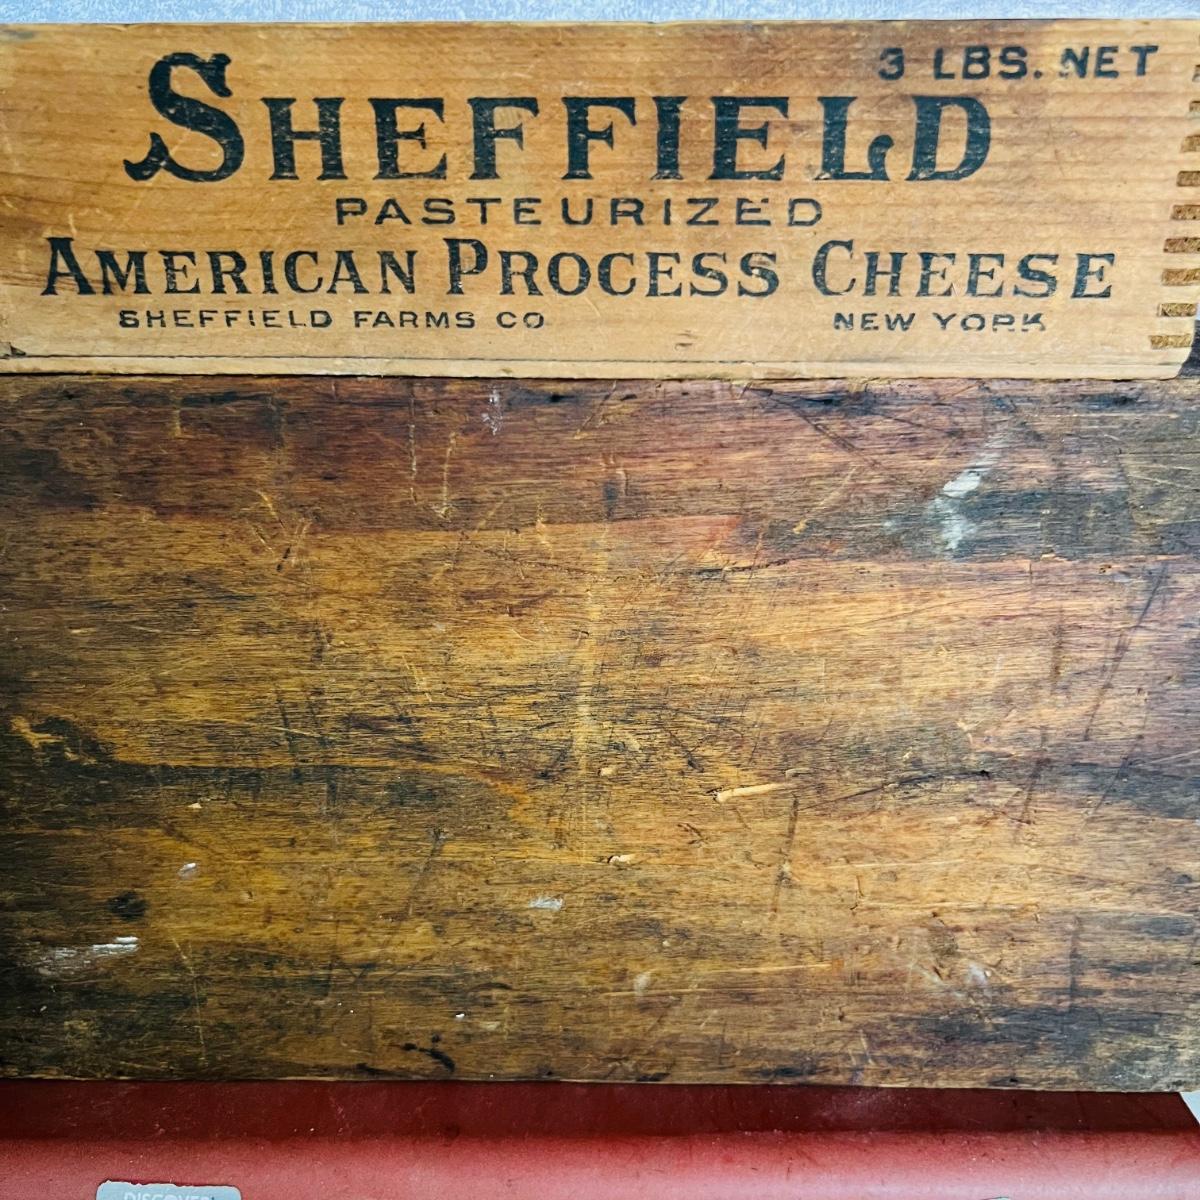 3 LBS. NET
SHEFFIELD
PASTEURIZED
AMERICAN PROCESS CHEESE
SHEFFIELD FARMS CO NEW YORK